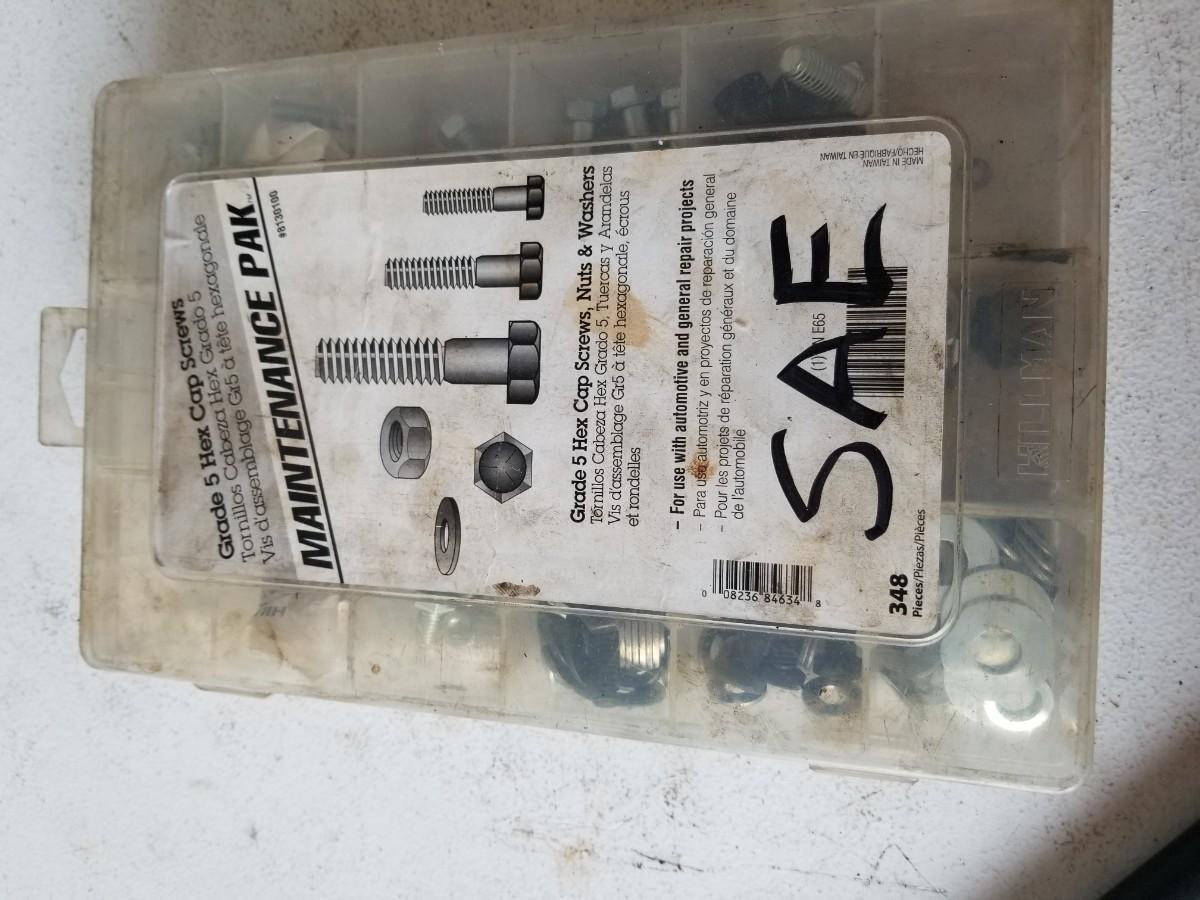 Grade 5 Hex Cap Screws
Tornillos Cabeza Hex Grado 5
Vis d'assemblage Gr5 à tête hexagonale
MAINTENANCE PAK™
#8130100
Grade 5 Hex Cap Screws, Nuts & Washers
Tornillos Cabeza Hex Grado 5, Tuercas y Arandelas
Vis d'assemblage Gr5 à tête hexagonale, écrous
et rondelles
– For use with automotive and general repair projects
– Para uso automotriz y en proyectos de reparación general
– Pour les projets de réparation généraux et du domaine
de l'automobile
0 08236 84634 8
SAE
(1) N E65
348
Pieces/Piezas/Pièces
MADE IN TAIWAN
HECHO/FABRIQUÉ EN TAIWAN
HILLMAN